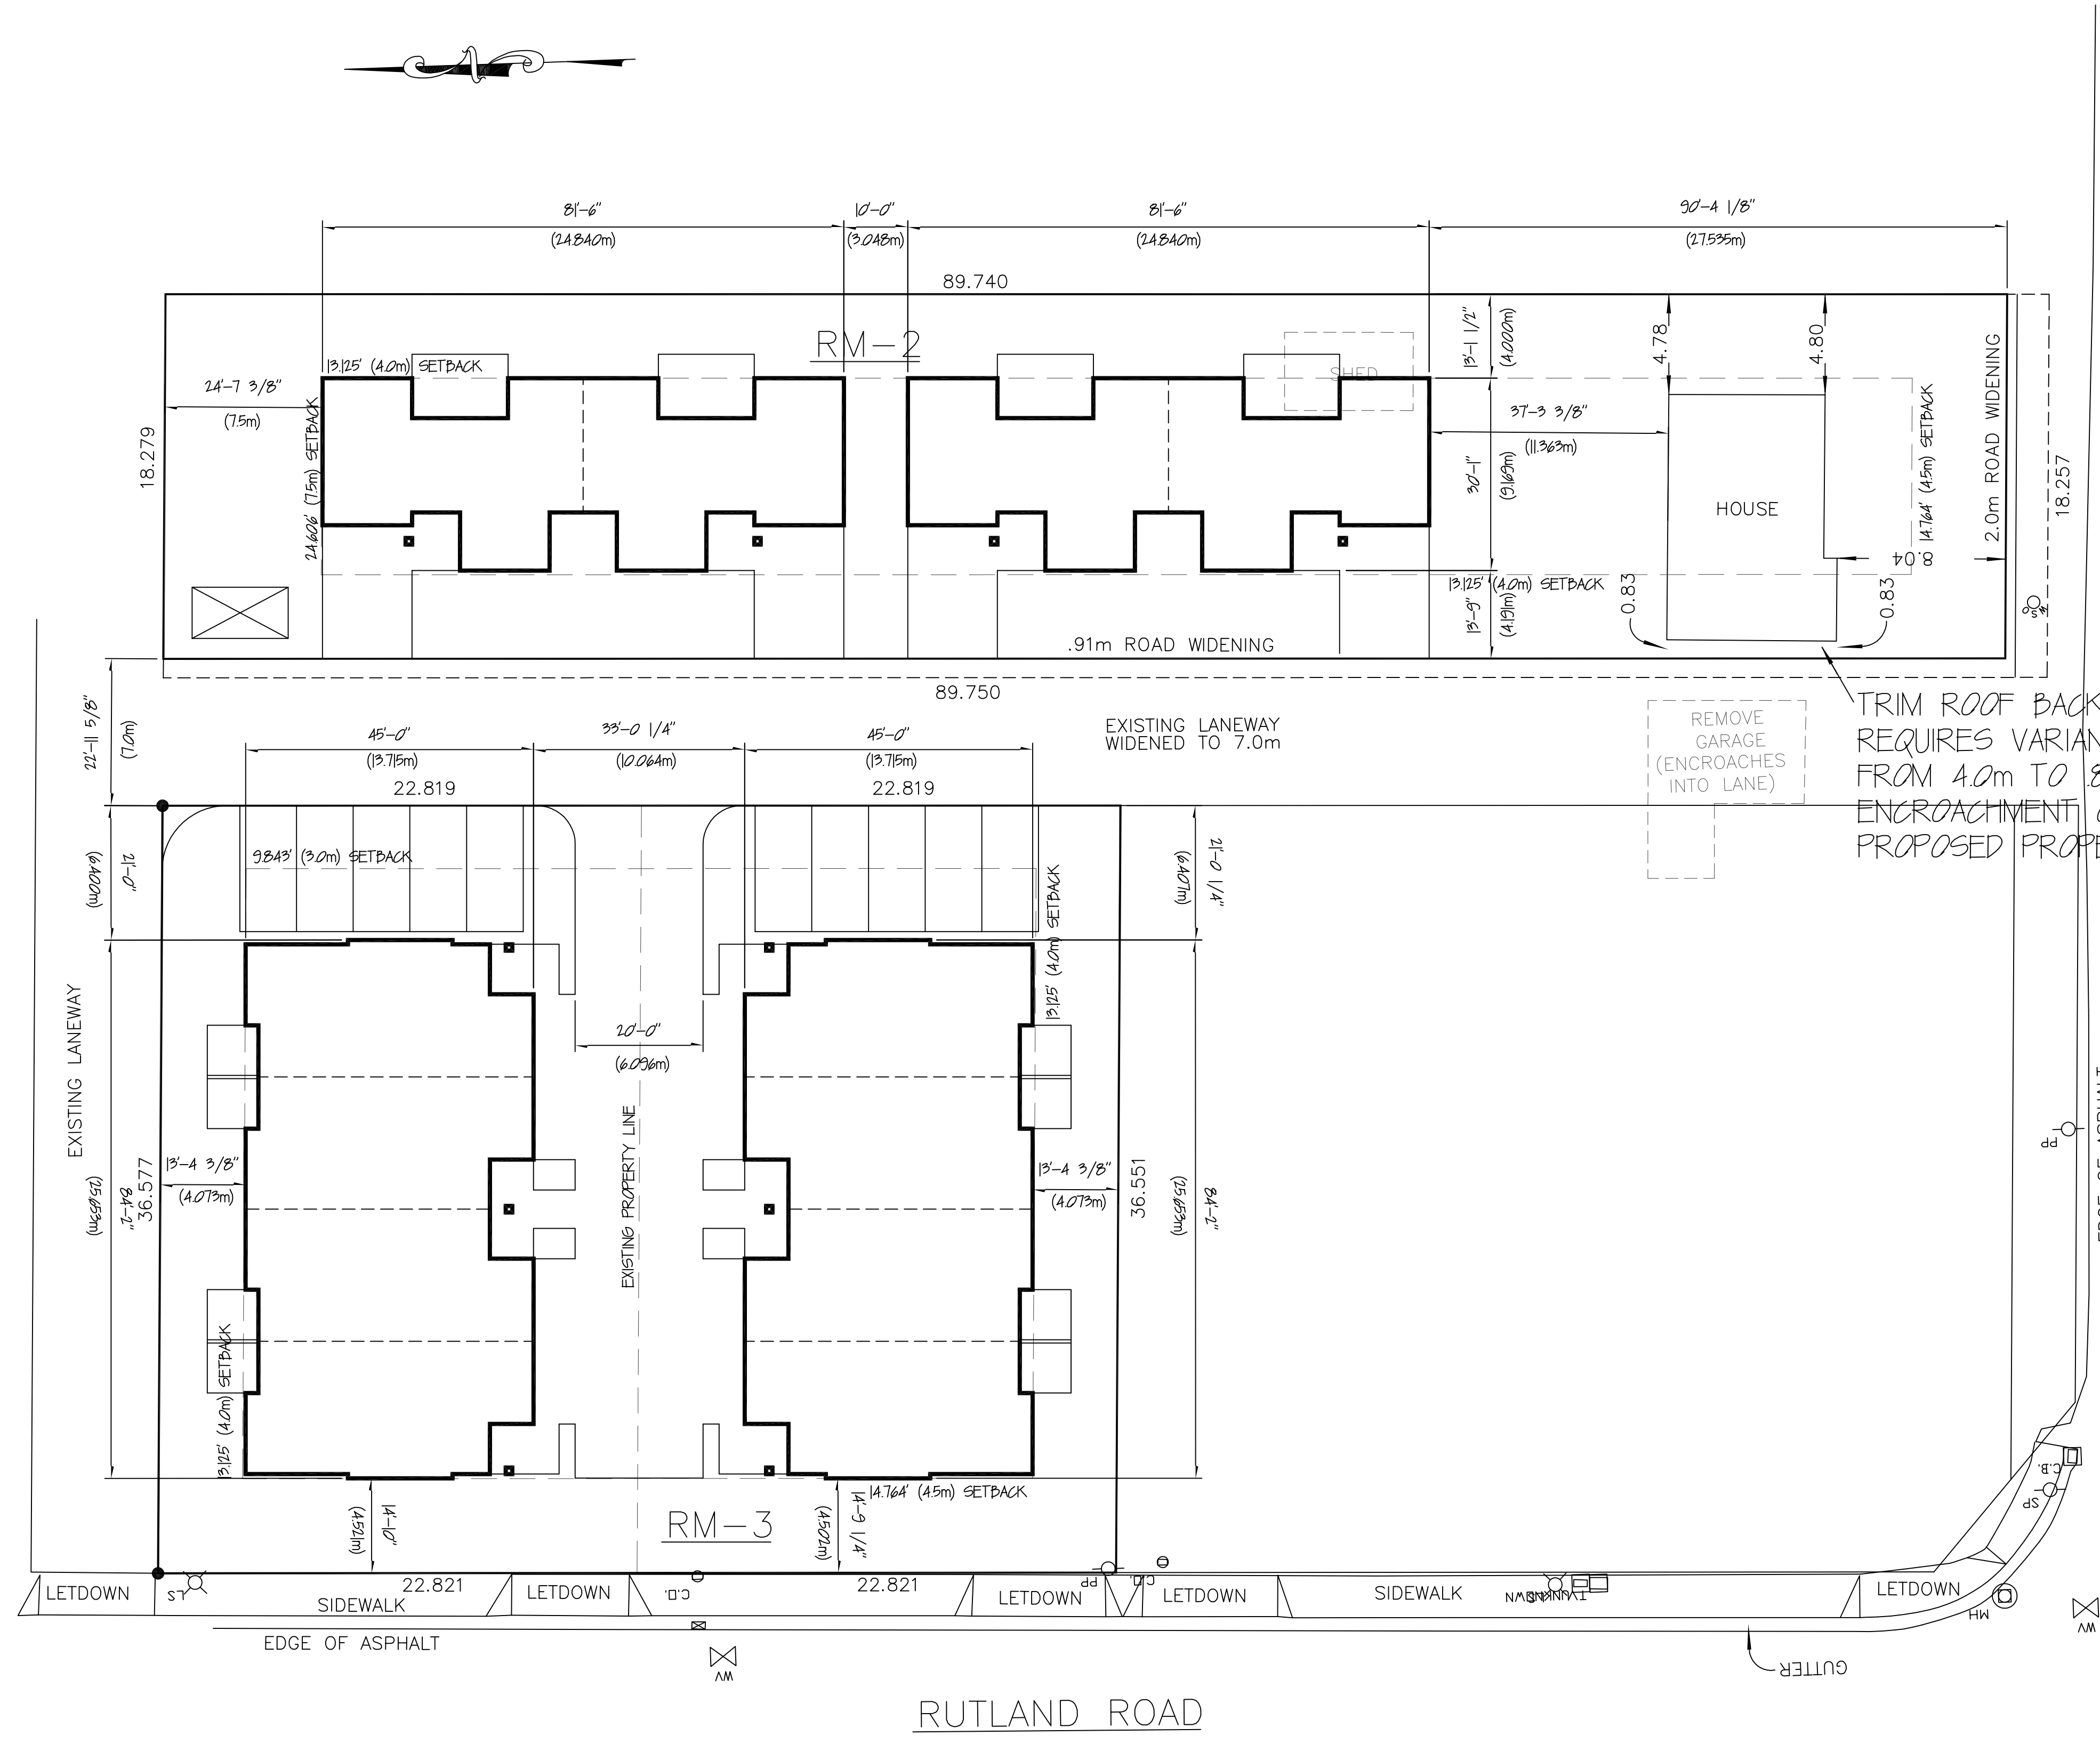 N
81'-6"
(24.840m)
10'-0"
(3.048m)
81'-6"
(24.840m)
90'-4 1/8"
(27.535m)
89.740
RM-2
13.125' (4.0m) SETBACK
24'-7 3/8"
(7.5m)
24.606' (7.5m) SETBACK
18.279
SHED
13'-1 1/2"
(4.000m)
4.78
4.80
37'-3 3/8"
(11.363m)
30'-1"
(9.169m)
HOUSE
14.764' (4.5m) SETBACK
2.0m ROAD WIDENING
18.257
8.04
13.125' (4.0m) SETBACK
13'-9"
(4.191m)
0.83
0.83
.91m ROAD WIDENING
89.750
22'-11 5/8"
(7.0m)
EXISTING LANEWAY
WIDENED TO 7.0m
REMOVE
GARAGE
(ENCROACHES
INTO LANE)
TRIM ROOF BACK
REQUIRES VARIAN
FROM 4.0m TO .8
ENCROACHMENT
PROPOSED PROPE
45'-0"
(13.715m)
33'-0 1/4"
(10.064m)
45'-0"
(13.715m)
22.819
22.819
9.843' (3.0m) SETBACK
21'-0"
(6.400m)
21'-0 1/4"
(6.407m)
13.125' (4.0m) SETBACK
EXISTING LANEWAY
20'-0"
(6.096m)
EXISTING PROPERTY LINE
13'-4 3/8"
(4.073m)
36.577
84'-2"
(25.653m)
13'-4 3/8"
(4.073m)
36.551
84'-2"
(25.653m)
PP
13.125' (4.0m) SETBACK
14.764' (4.5m) SETBACK
14'-10"
(4.521m)
14'-9 1/4"
(4.502m)
RM-3
C.B.
SP
LETDOWN
LS
22.821
SIDEWALK
LETDOWN
C.O.
22.821
LETDOWN
PP
C.O.
LETDOWN
SIDEWALK
LETDOWN
MH
WV
EDGE OF ASPHALT
WV
GUTTER
RUTLAND ROAD